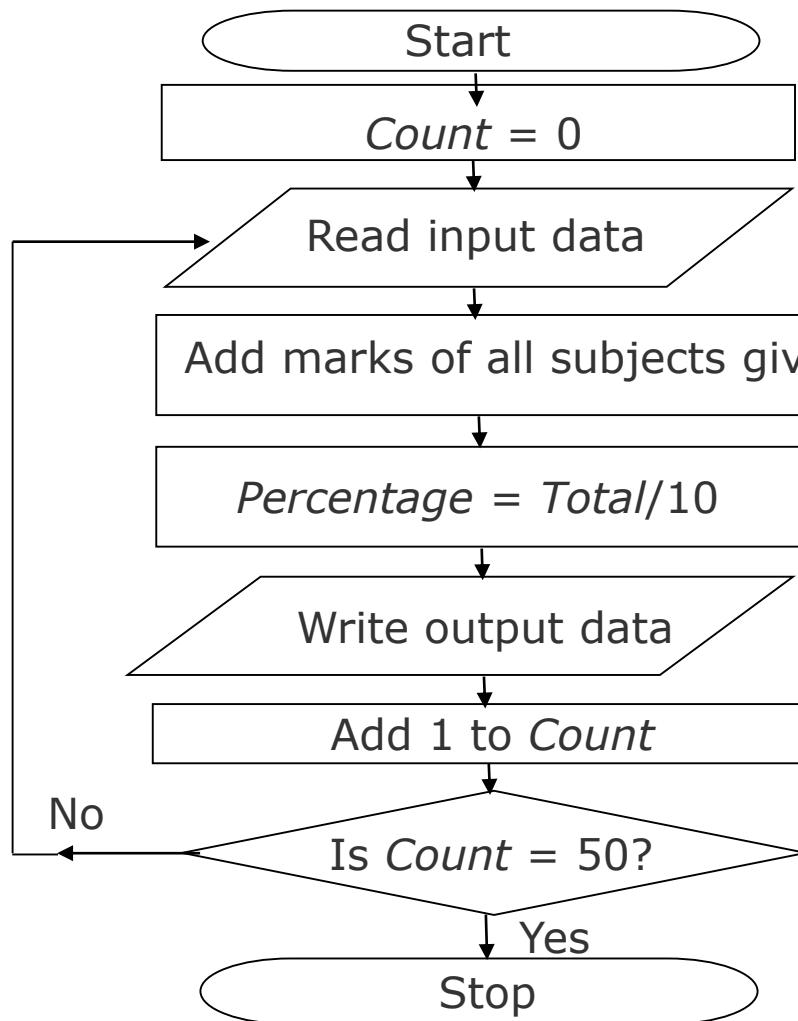 Start
Count = 0
Read input data
Add marks of all subjects
Percentage = Total/10
Write output data
Add 1 to Count
No
Is Count = 50?
Yes
Stop